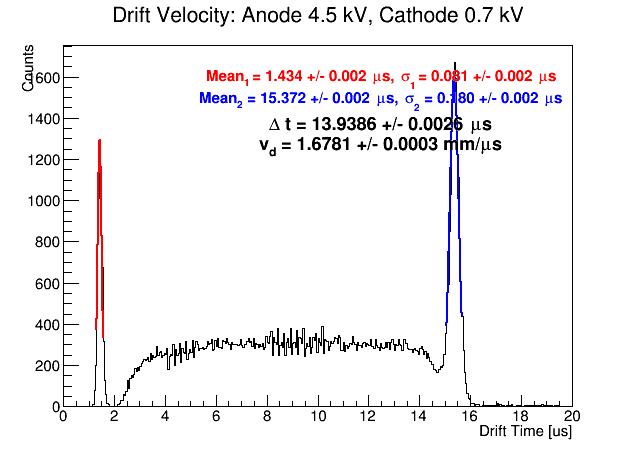 Drift Velocity: Anode 4.5 kV, Cathode 0.7 kV
Counts
Mean1 = 1.434 +/- 0.002 μs, σ1 = 0.081 +/- 0.002 μs
Mean2 = 15.372 +/- 0.002 μs, σ2 = 0.180 +/- 0.002 μs
Δ t = 13.9386 +/- 0.0026 μs
vd = 1.6781 +/- 0.0003 mm/μs
1600
1400
1200
1000
800
600
400
200
0
0 2 4 6 8 10 12 14 16 18 20
Drift Time [us]